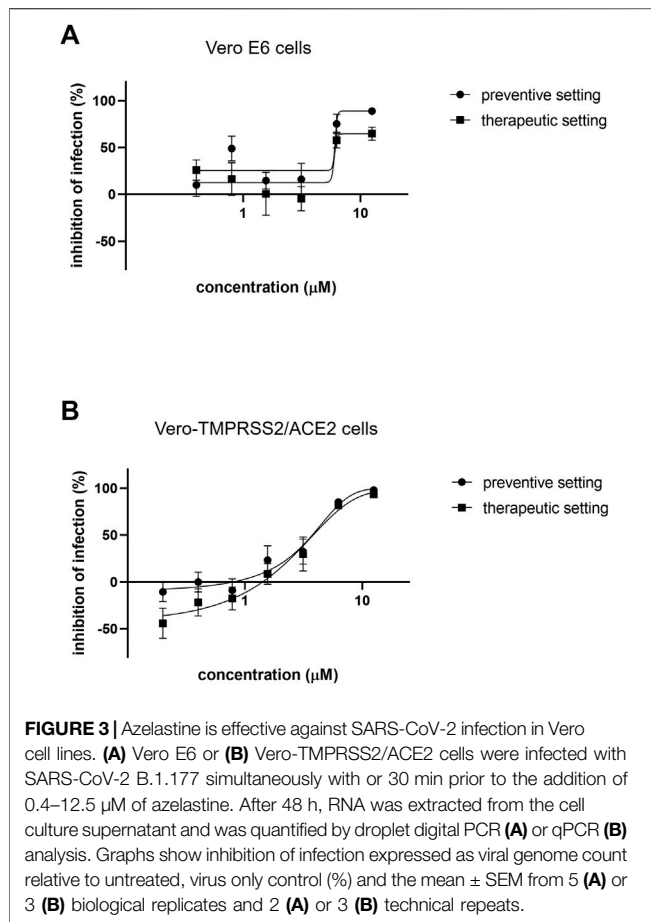 A
Vero E6 cells
inhibition of infection (%)
100
50
0
-50
1
10
concentration (µM)
preventive setting
therapeutic setting
B
Vero-TMPRSS2/ACE2 cells
inhibition of infection (%)
100
50
0
-50
1
10
concentration (µM)
preventive setting
therapeutic setting
FIGURE 3 | Azelastine is effective against SARS-CoV-2 infection in Vero
cell lines. (A) Vero E6 or (B) Vero-TMPRSS2/ACE2 cells were infected with
SARS-CoV-2 B.1.177 simultaneously with or 30 min prior to the addition of
0.4–12.5 µM of azelastine. After 48 h, RNA was extracted from the cell
culture supernatant and was quantified by droplet digital PCR (A) or qPCR (B)
analysis. Graphs show inhibition of infection expressed as viral genome count
relative to untreated, virus only control (%) and the mean ± SEM from 5 (A) or
3 (B) biological replicates and 2 (A) or 3 (B) technical repeats.